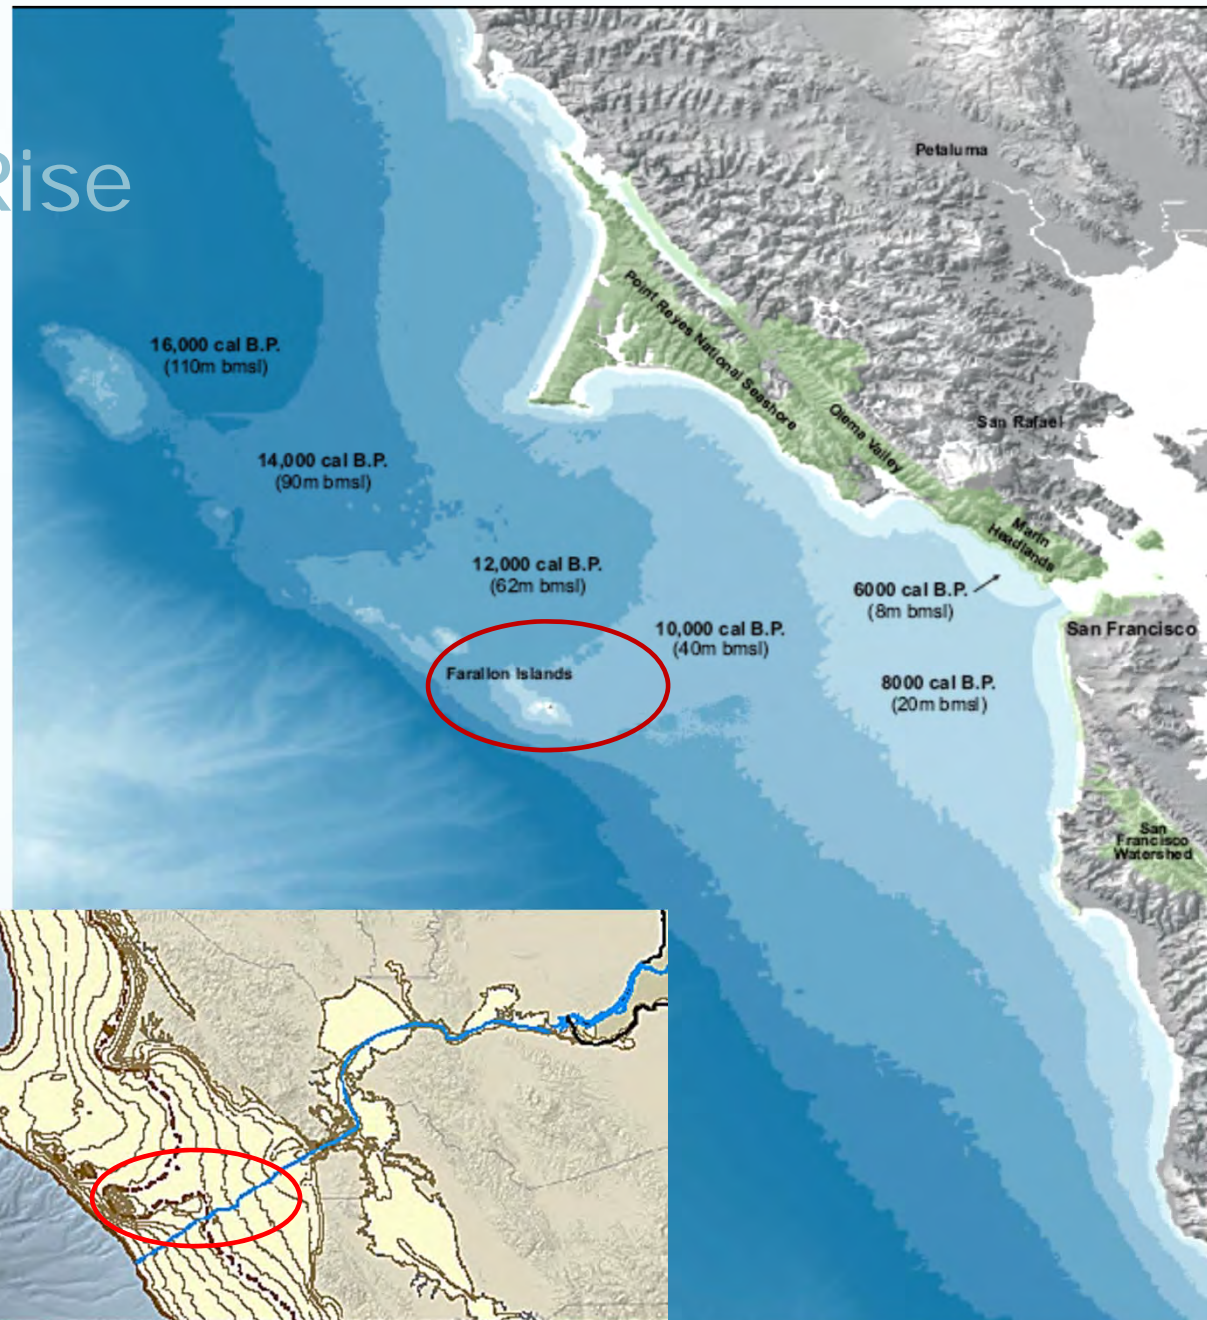 Rise
Petaluma
16,000 cal B.P.
(110m bmsl)
Point Reyes National Seashore
Olema Valley
San Rafael
14,000 cal B.P.
(90m bmsl)
Marin
Headlands
12,000 cal B.P.
(62m bmsl)
6000 cal B.P.
(8m bmsl)
10,000 cal B.P.
(40m bmsl)
San Francisco
Farallon Islands
8000 cal B.P.
(20m bmsl)
San
Francisco
Watershed